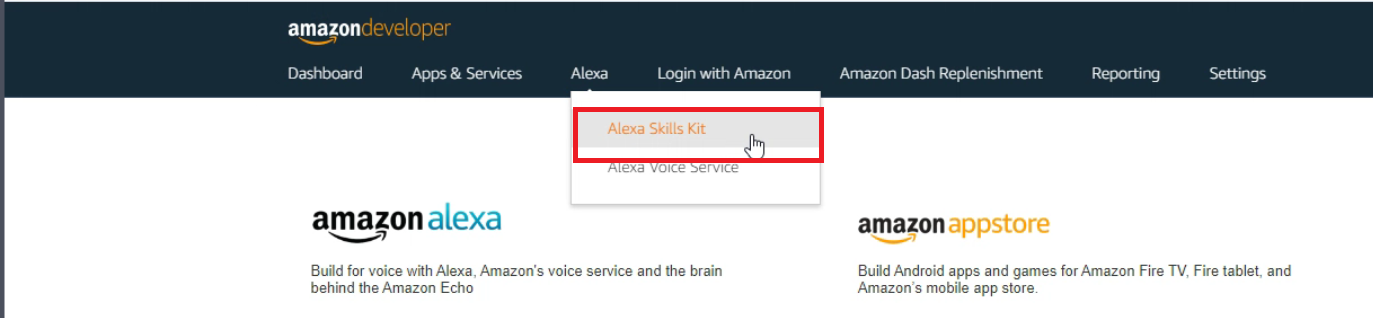 amazondeveloper
Dashboard Apps & Services Alexa Login with Amazon Amazon Dash Replenishment Reporting Settings
Alexa Skills Kit
Alexa Voice Service
amazon alexa
Build for voice with Alexa, Amazon's voice service and the brain
behind the Amazon Echo
amazon appstore
Build Android apps and games for Amazon Fire TV, Fire tablet, and
Amazon's mobile app store.